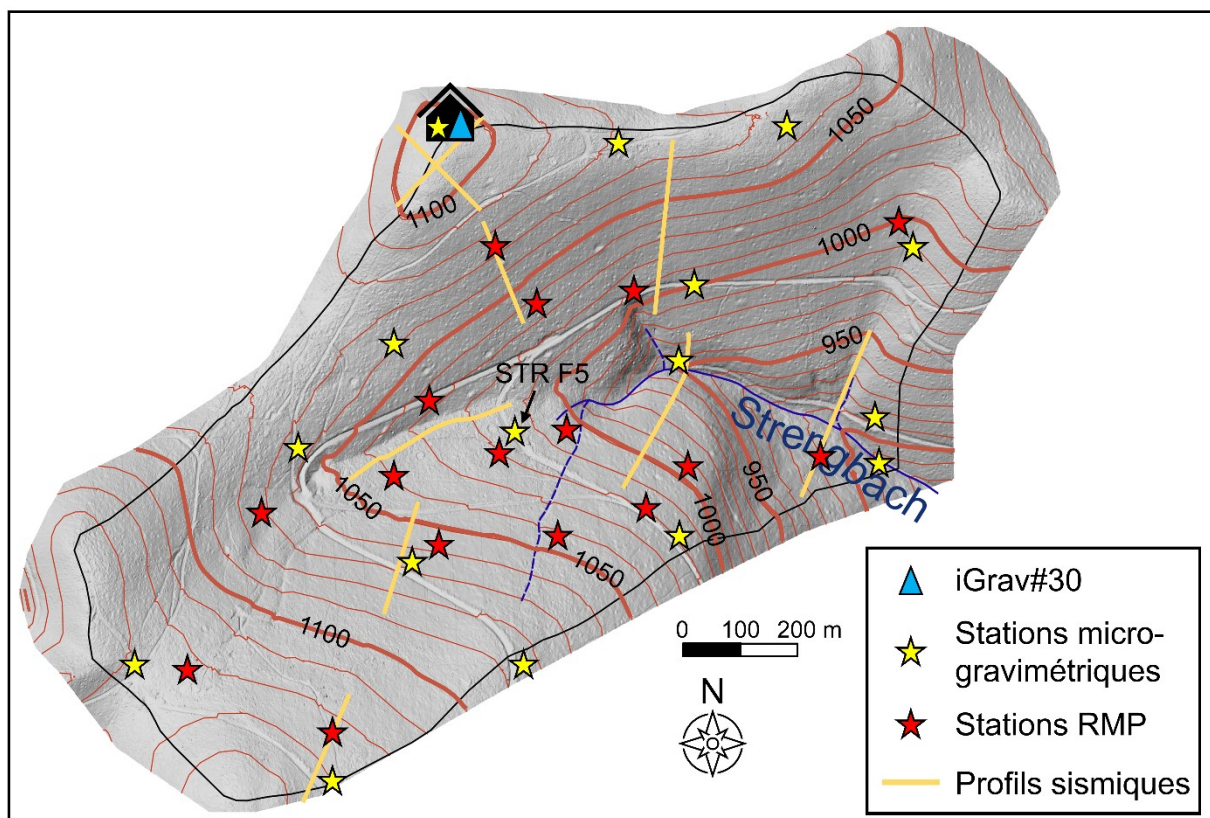 1050
1100
1000
950
STR F5
Strengbach
950
1050
1000
1050
1100
0 100 200 m
N
iGrav#30
Stations micro-
gravimétriques
Stations RMP
Profils sismiques